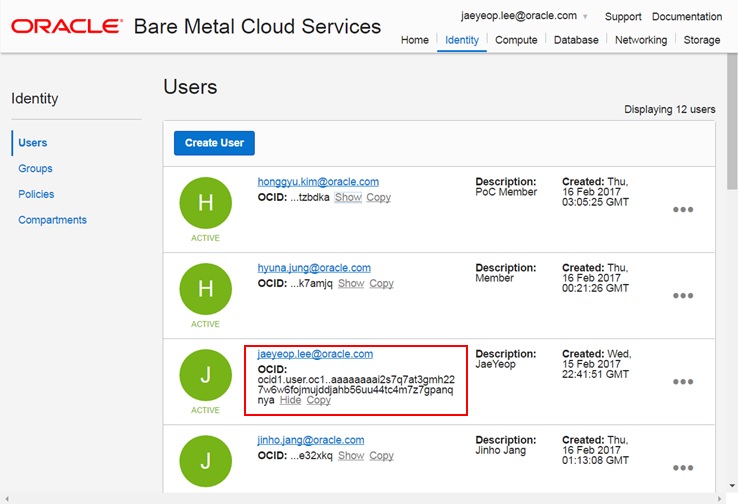 ORACLE® Bare Metal Cloud Services
jaeyeop.lee@oracle.com Support Documentation
Home Identity Compute Database Networking Storage
Identity
Users
Groups
Policies
Compartments
Users
Displaying 12 users
Create User
H
ACTIVE
honggyu.kim@oracle.com
OCID: ...tzbdka Show Copy
Description:
PoC Member
Created: Thu,
16 Feb 2017
03:05:25 GMT
H
ACTIVE
hyuna.jung@oracle.com
OCID: ...k7amjq Show Copy
Description:
Member
Created: Thu,
16 Feb 2017
00:21:26 GMT
J
ACTIVE
jaeyeop.lee@oracle.com
OCID:
ocid1.user.oc1..aaaaaaaai2s7q7at3gmh22
7w6w6fojmujddjahb56uu44tc4m7z7gpanq
nya Hide Copy
Description:
JaeYeop
Created: Wed,
15 Feb 2017
22:41:51 GMT
J
jinho.jang@oracle.com
OCID: ...e32xkq Show Copy
Description:
Jinho Jang
Created: Thu,
16 Feb 2017
01:13:08 GMT